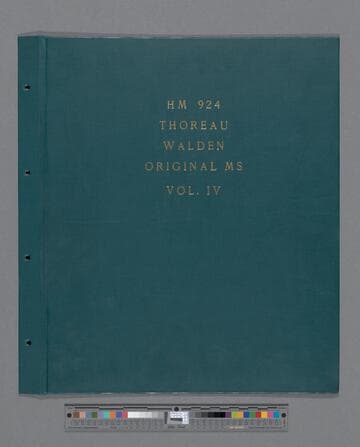 HM 924
THOREAU
WALDEN
ORIGINAL MS
VOL. IV